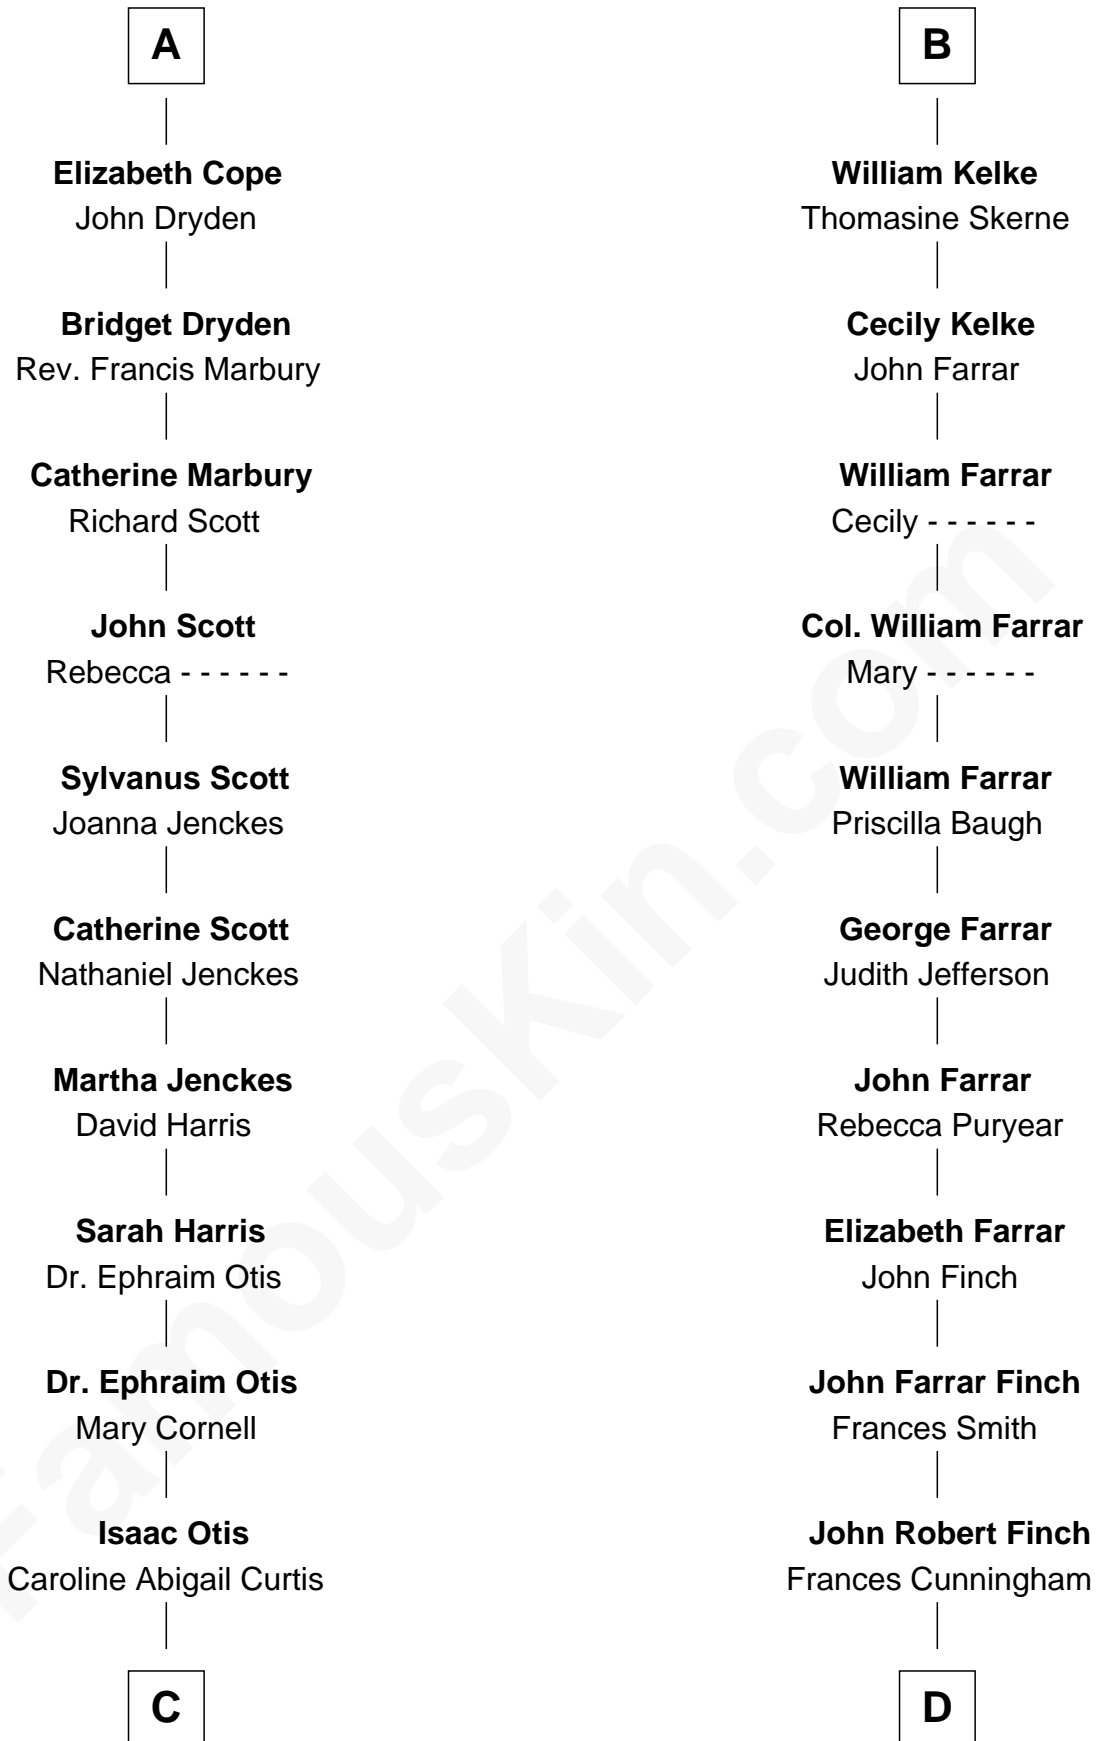 A
Elizabeth Cope
John Dryden
Bridget Dryden
Rev. Francis Marbury
Catherine Marbury
Richard Scott
John Scott
Rebecca - - - - - -
Sylvanus Scott
Joanna Jenckes
Catherine Scott
Nathaniel Jenckes
Martha Jenckes
David Harris
Sarah Harris
Dr. Ephraim Otis
Dr. Ephraim Otis
Mary Cornell
Isaac Otis
Caroline Abigail Curtis
C
B
William Kelke
Thomasine Skerne
Cecily Kelke
John Farrar
William Farrar
Cecily - - - - - -
Col. William Farrar
Mary - - - - - -
William Farrar
Priscilla Baugh
George Farrar
Judith Jefferson
John Farrar
Rebecca Puryear
Elizabeth Farrar
John Finch
John Farrar Finch
Frances Smith
John Robert Finch
Frances Cunningham
D
FamousKin.com